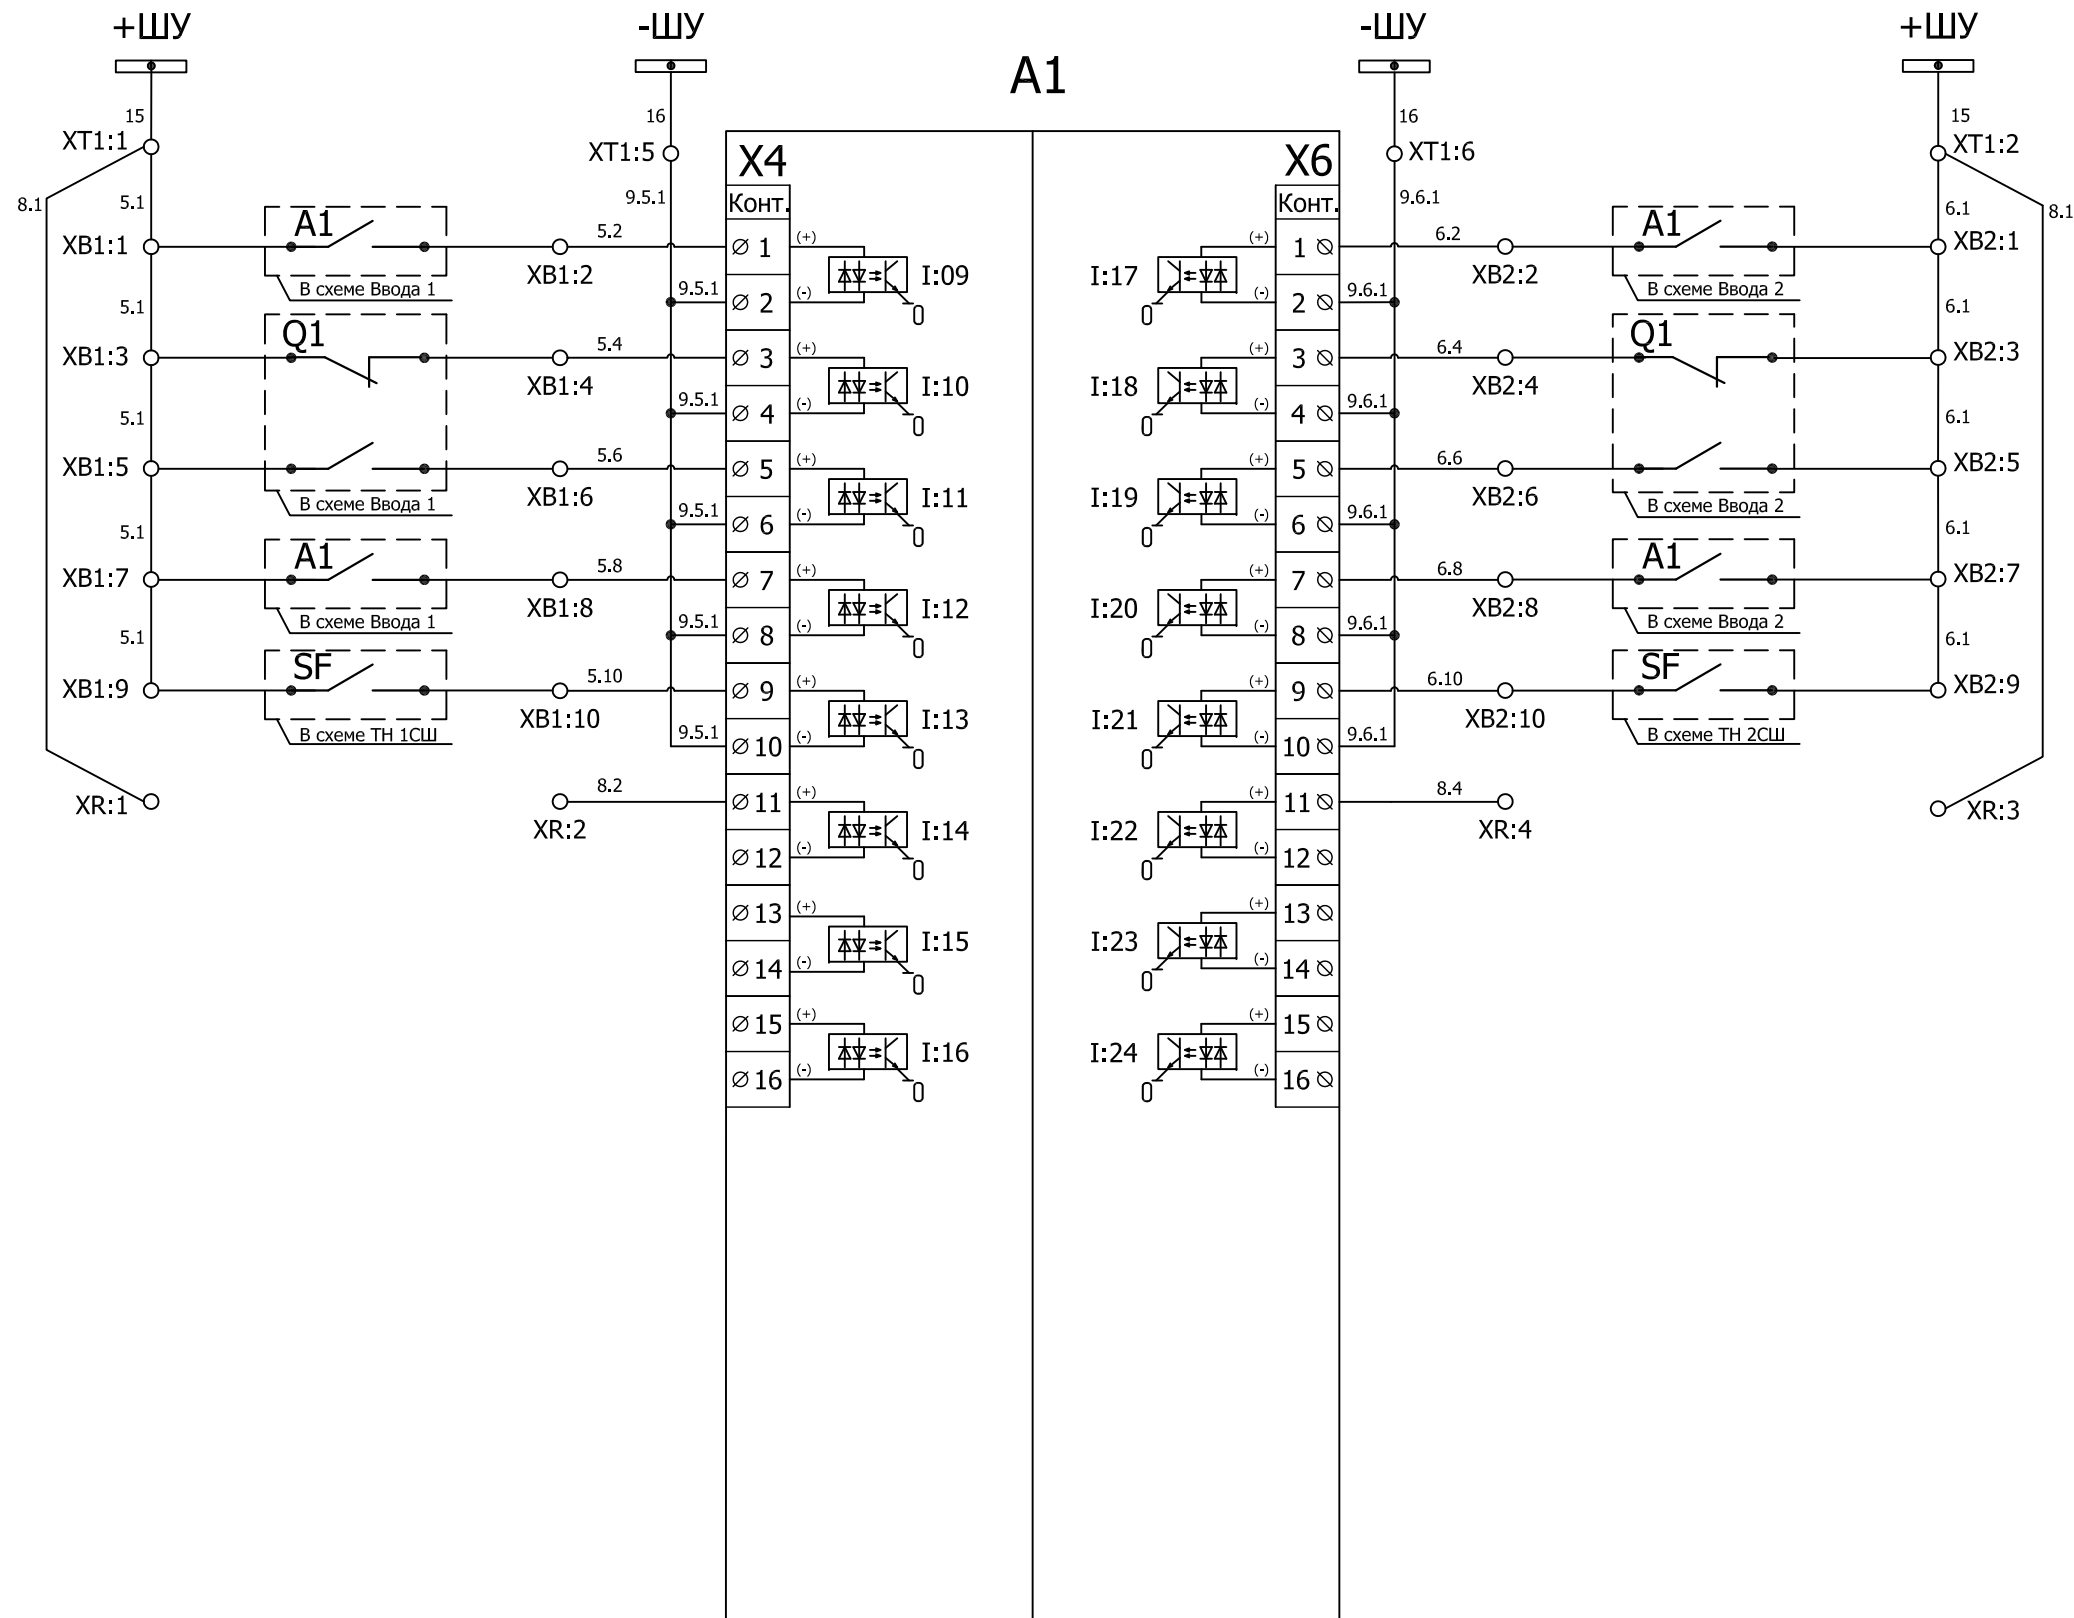 +ШУ -ШУ -ШУ +ШУ
A1
15 16 16 15
XT1:1 XT1:5 XT1:6 XT1:2
X4 X6
8.1 5.1 9.5.1 9.6.1 6.1 8.1
Конт. Конт.
XB1:1 A1 5.2 1 (+) (+) 1 6.2 A1 XB2:1
XB1:2 I:09 I:17 XB2:2
В схеме Ввода 1 В схеме Ввода 2
9.5.1 2 (-) (-) 2 9.6.1
5.1 6.1
XB1:3 Q1 5.4 3 (+) (+) 3 6.4 Q1 XB2:3
XB1:4 I:10 I:18 XB2:4
9.5.1 4 (-) (-) 4 9.6.1
5.1 6.1
XB1:5 5.6 5 (+) (+) 5 6.6 XB2:5
XB1:6 I:11 I:19 XB2:6
В схеме Ввода 1 В схеме Ввода 2
9.5.1 6 (-) (-) 6 9.6.1
5.1 6.1
XB1:7 A1 5.8 7 (+) (+) 7 6.8 A1 XB2:7
XB1:8 I:12 I:20 XB2:8
В схеме Ввода 1 В схеме Ввода 2
9.5.1 8 (-) (-) 8 9.6.1
5.1 6.1
XB1:9 SF 5.10 9 (+) (+) 9 6.10 SF XB2:9
XB1:10 I:13 I:21 XB2:10
В схеме ТН 1СШ В схеме ТН 2СШ
9.5.1 10 (-) (-) 10 9.6.1
XR:1 8.2 11 (+) (+) 11 8.4 XR:3
XR:2 I:14 I:22 XR:4
12 (-) (-) 12
13 (+) (+) 13
I:15 I:23
14 (-) (-) 14
15 (+) (+) 15
I:16 I:24
16 (-) (-) 16